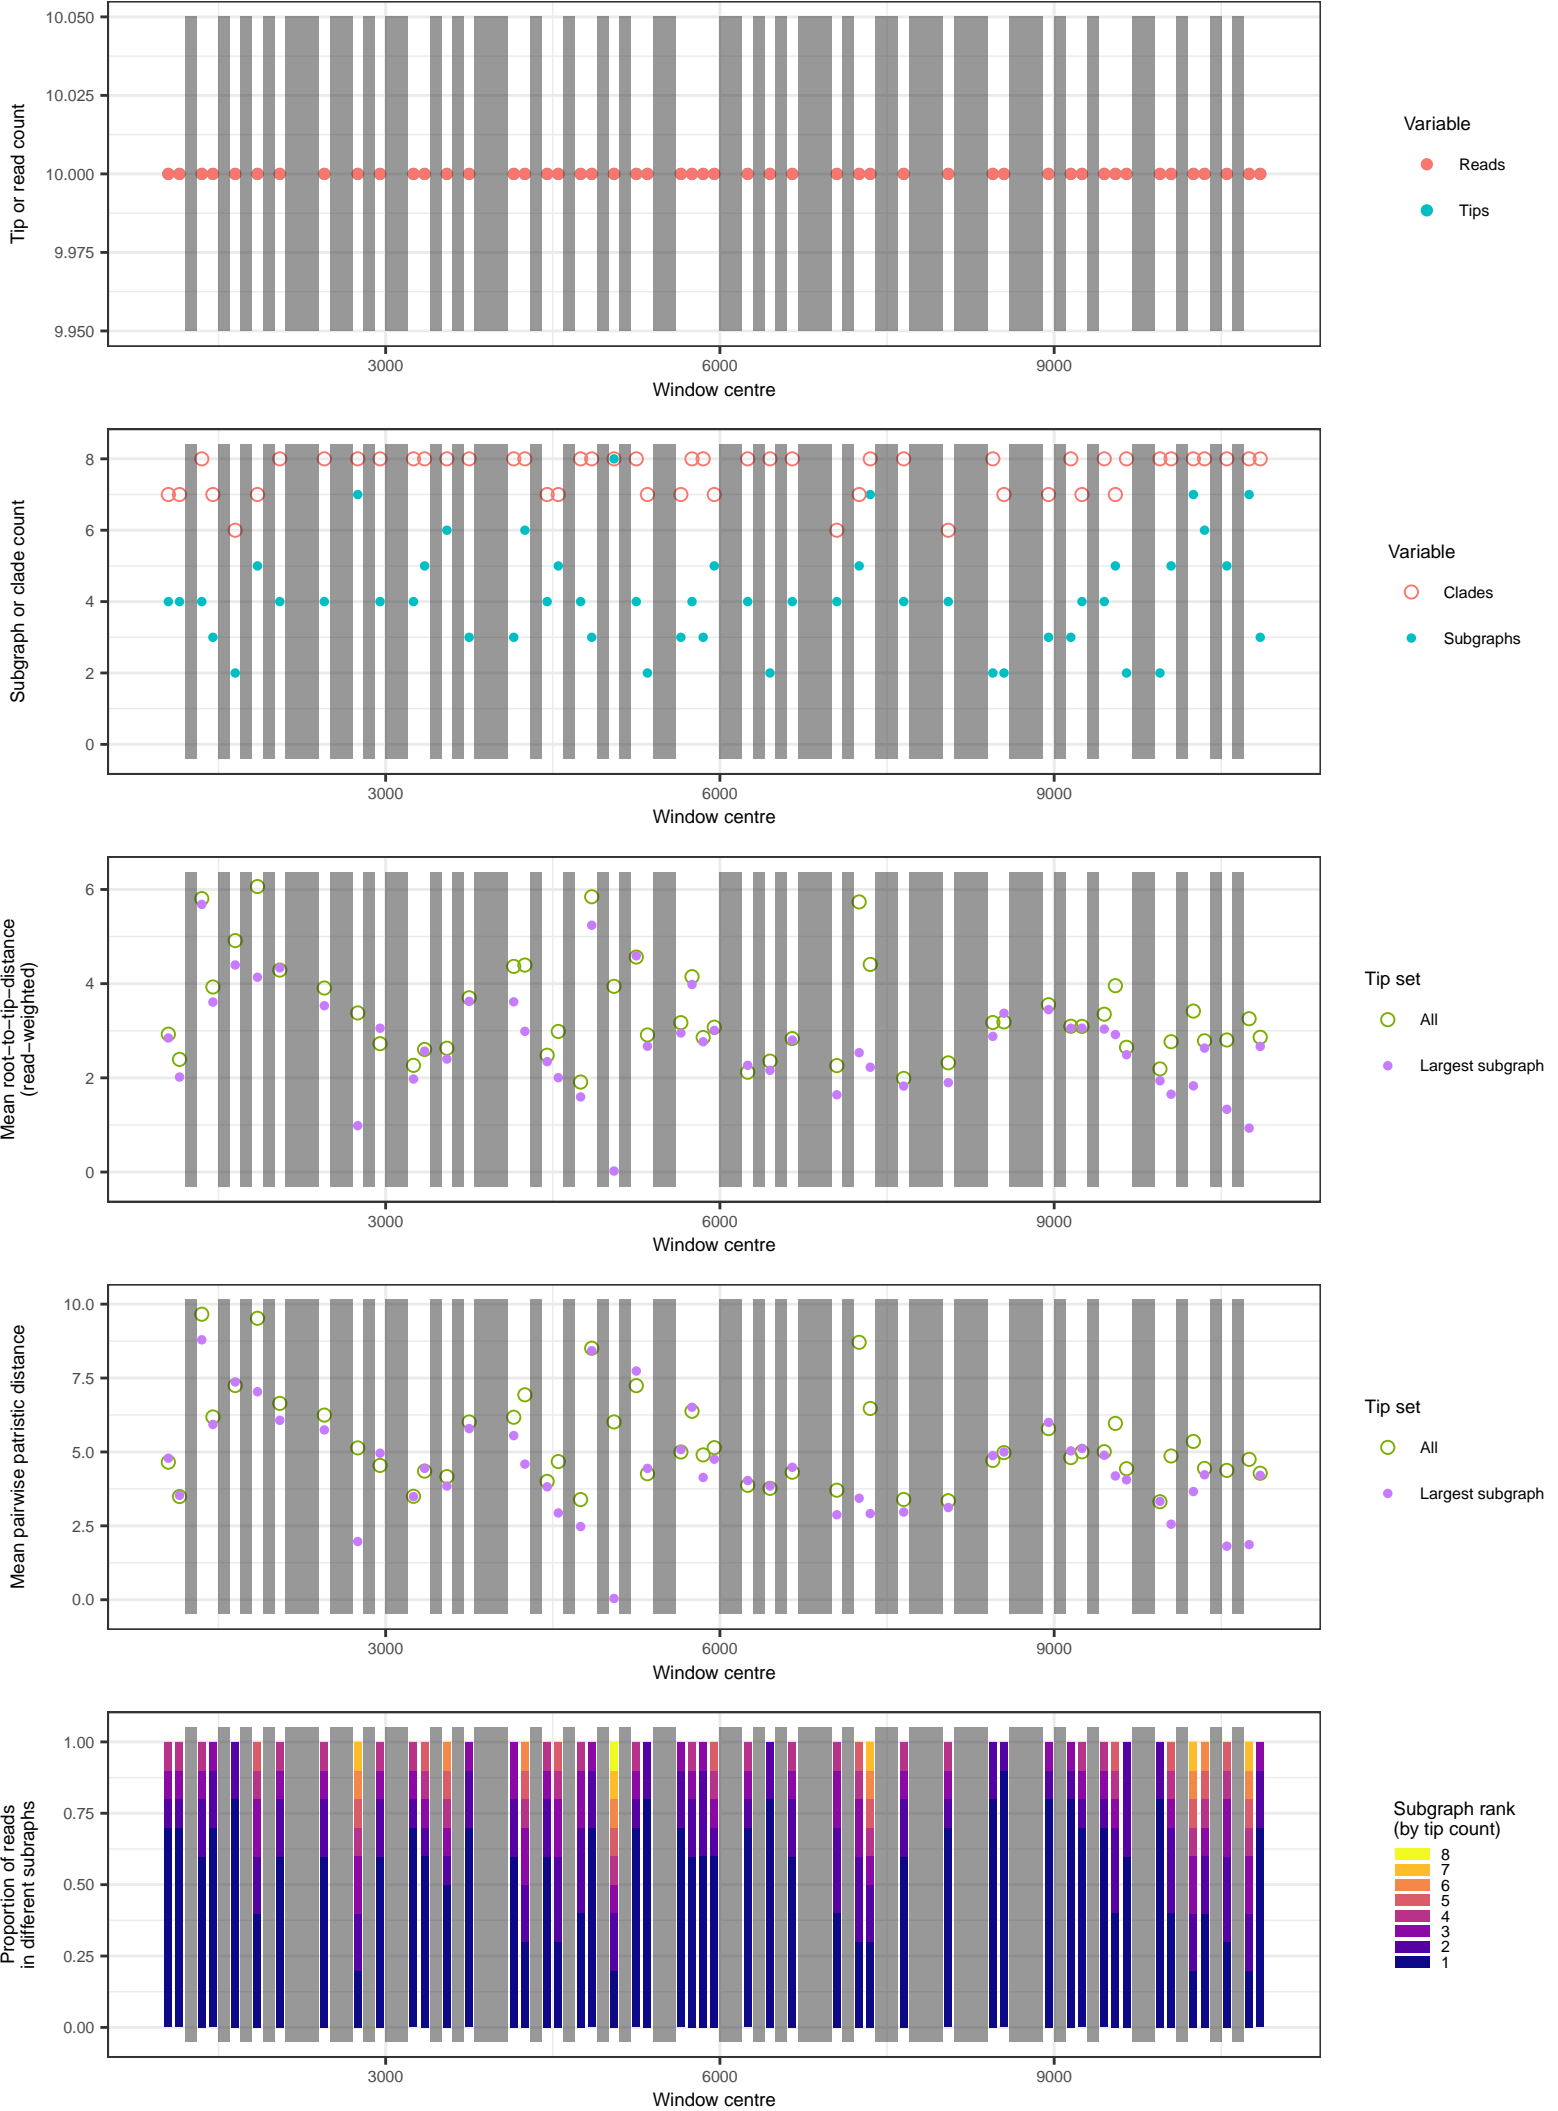 10.050
10.025
10.000
9.975
9.950
Tip or read count
3000
6000
9000
Window centre
Variable
Reads
Tips
8
6
4
2
0
Subgraph or clade count
3000
6000
9000
Window centre
Variable
Clades
Subgraphs
6
4
2
0
Mean root−to−tip−distance
(read−weighted)
3000
6000
9000
Window centre
Tip set
All
Largest subgraph
10.0
7.5
5.0
2.5
0.0
Mean pairwise patristic distance
3000
6000
9000
Window centre
Tip set
All
Largest subgraph
1.00
0.75
0.50
0.25
0.00
Proportion of reads
in different subraphs
3000
6000
9000
Window centre
Subgraph rank
(by tip count)
8
7
6
5
4
3
2
1